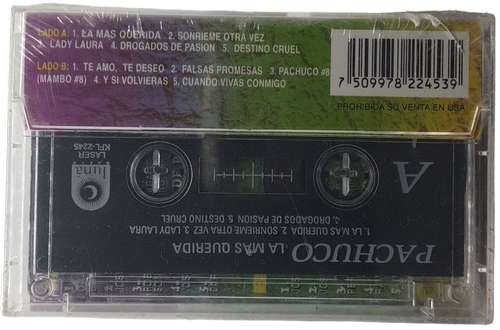 LADO A: 1. LA MAS QUERIDA 2. SONRIEME OTRA VEZ
3. LADY LAURA 4. DROGADOS DE PASION 5. DESTINO CRUEL
LADO B: 1. TE AMO, TE DESEO 2. FALSAS PROMESAS 3. PACHUCO #8
(MAMBO #8) 4. Y SI VOLVIERAS 5. CUANDO VIVAS CONMIGO
7 509978 224539
PROHIBIDA SU VENTA EN USA
PACHUCO
LA MAS QUERIDA
1. LA MAS QUERIDA 2. SONRIEME OTRA VEZ 3. LADY LAURA
4. DROGADOS DE PASION 5. DESTINO CRUEL
A
luna
LASER
KFL-2245